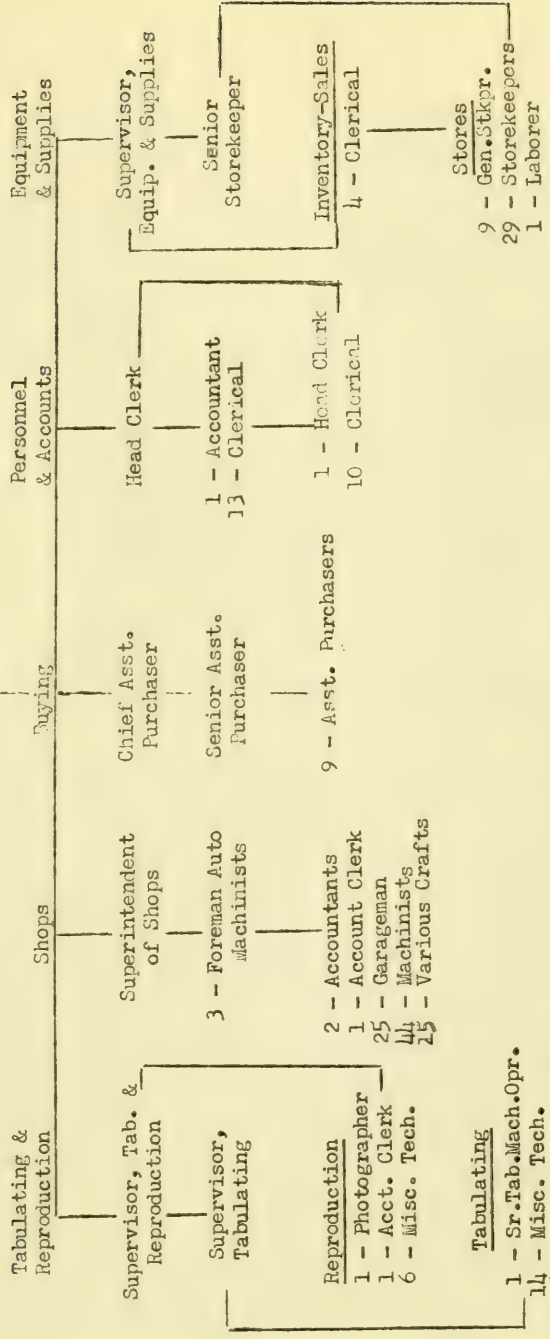 Tabulating &
Reproduction
Supervisor, Tab. &
Reproduction
Supervisor,
Tabulating
Reproduction
1 - Photographer
1 - Acct. Clerk
6 - Misc. Tech.
Tabulating
1 - Sr.Tab.Mach.Opr.
14 - Misc. Tech.
Shops
Superintendent
of Shops
3 - Foreman Auto
Machinists
2 - Accountants
1 - Account Clerk
25 - Garageman
44 - Machinists
15 - Various Crafts
Buying
Chief Asst.
Purchaser
Senior Asst.
Purchaser
9 - Asst. Purchasers
Personnel
& Accounts
Head Clerk
1 - Accountant
13 - Clerical
1 - Head Clerk
10 - Clerical
Equipment
& Supplies
Supervisor,
Equip. & Supplies
Senior
Storekeeper
Inventory-Sales
4 - Clerical
Stores
9 - Gen.Stkpr.
29 - Storekeepers
1 - Laborer